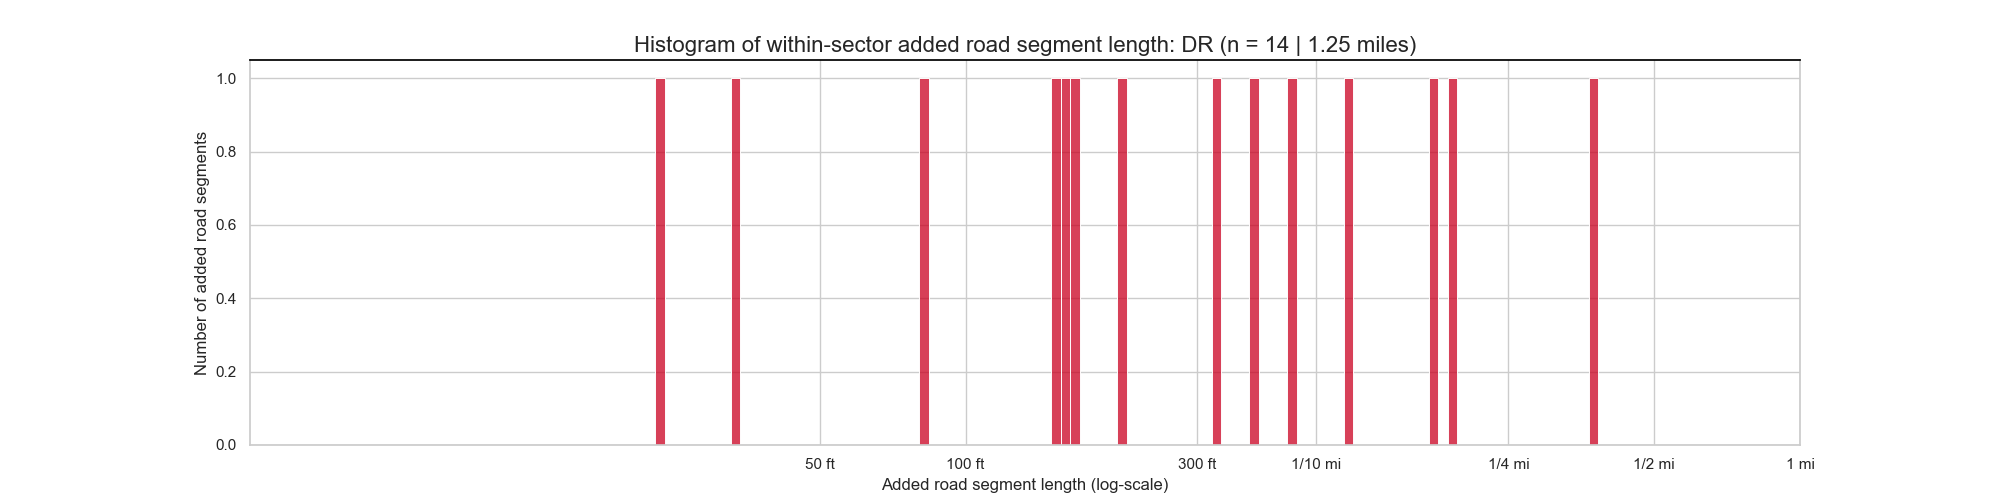 Histogram of within-sector added road segment length: DR (n = 14 | 1.25 miles)
Number of added road segments
1.0
0.8
0.6
0.4
0.2
0.0
50 ft
100 ft
300 ft
1/10 mi
1/4 mi
1/2 mi
1 mi
Added road segment length (log-scale)